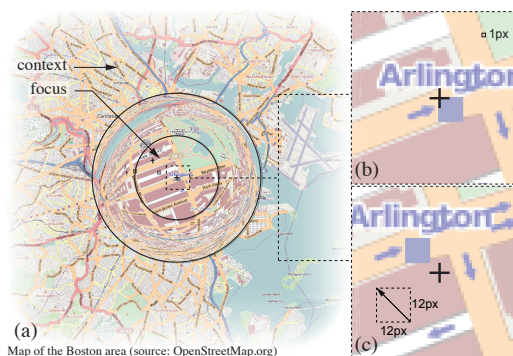 context
focus
(a)
Map of the Boston area (source: OpenStreetMap.org)
1px
Arlington
(b)
Arlington
12px
12px
(c)